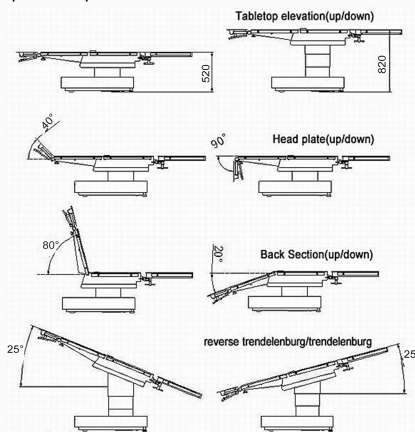 Tabletop elevation(up/down)
520
820
Head plate(up/down)
40°
90°
Back Section(up/down)
80°
20°
reverse trendelenburg/trendelenburg
25°
25